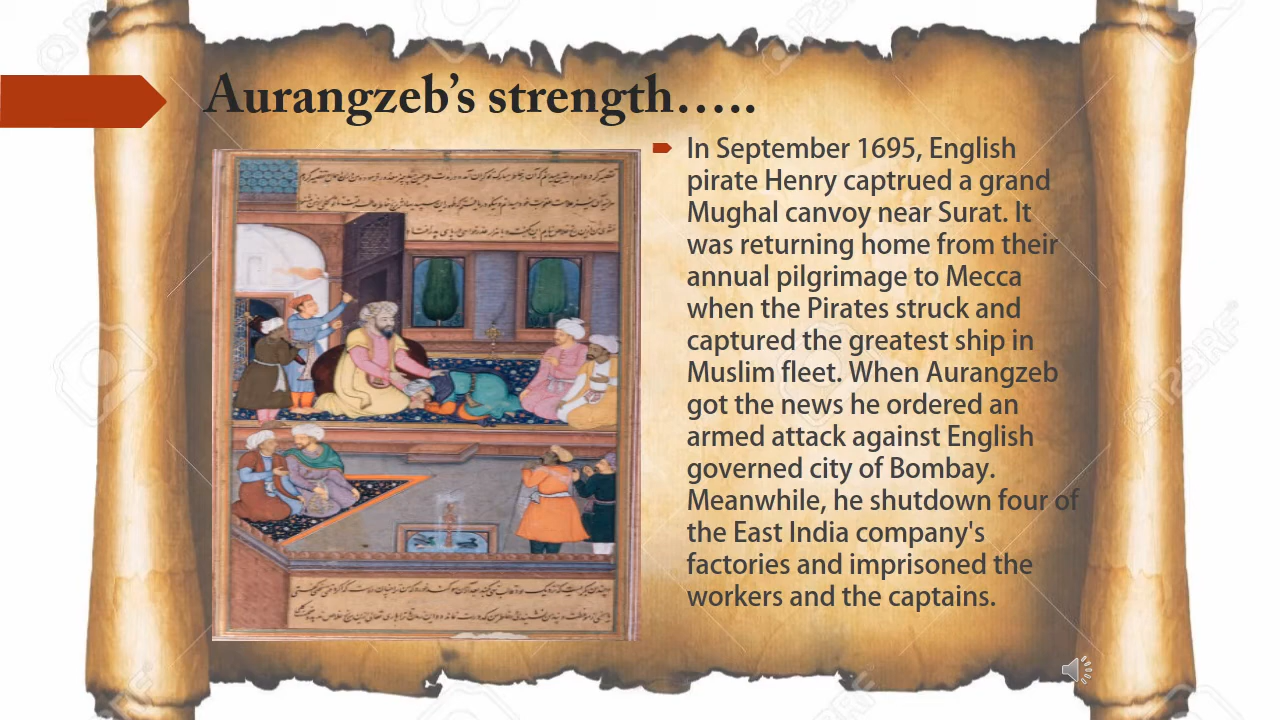 Aurangzeb’s strength…..
In September 1695, English
pirate Henry captrued a grand
Mughal canvoy near Surat. It
was returning home from their
annual pilgrimage to Mecca
when the Pirates struck and
captured the greatest ship in
Muslim fleet. When Aurangzeb
got the news he ordered an
armed attack against English
governed city of Bombay.
Meanwhile, he shutdown four of
the East India company's
factories and imprisoned the
workers and the captains.
123RF